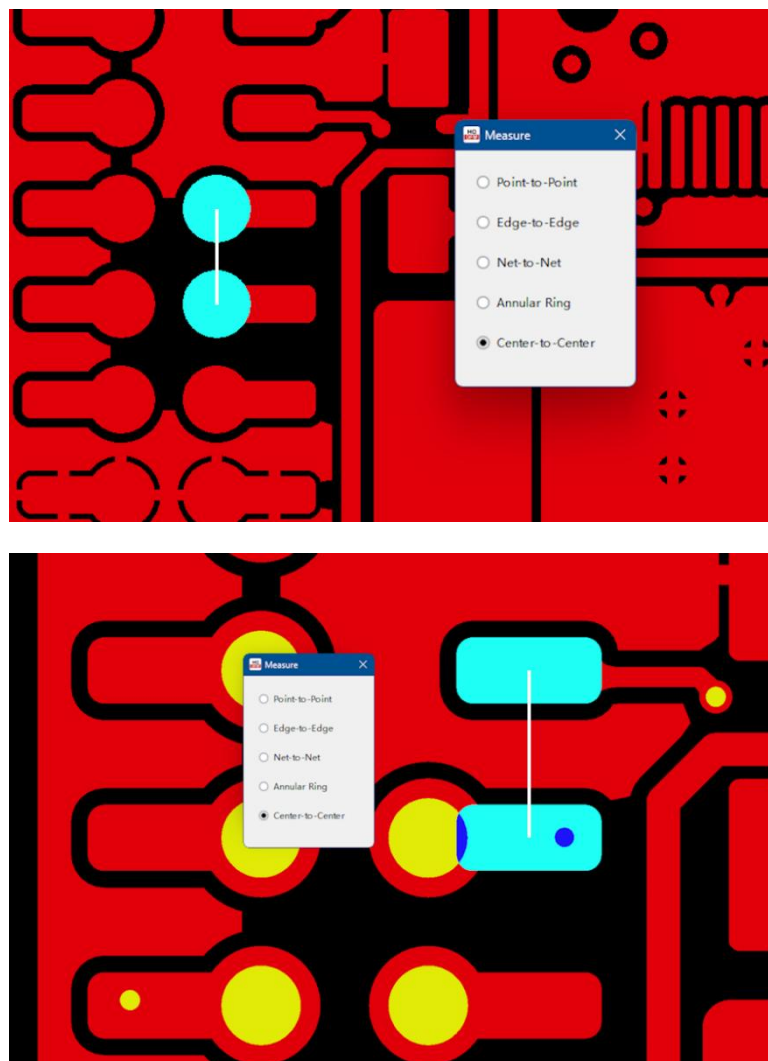 Measure
Point-to-Point
Edge-to-Edge
Net-to-Net
Annular Ring
Center-to-Center
Measure
Point-to-Point
Edge-to-Edge
Net-to-Net
Annular Ring
Center-to-Center